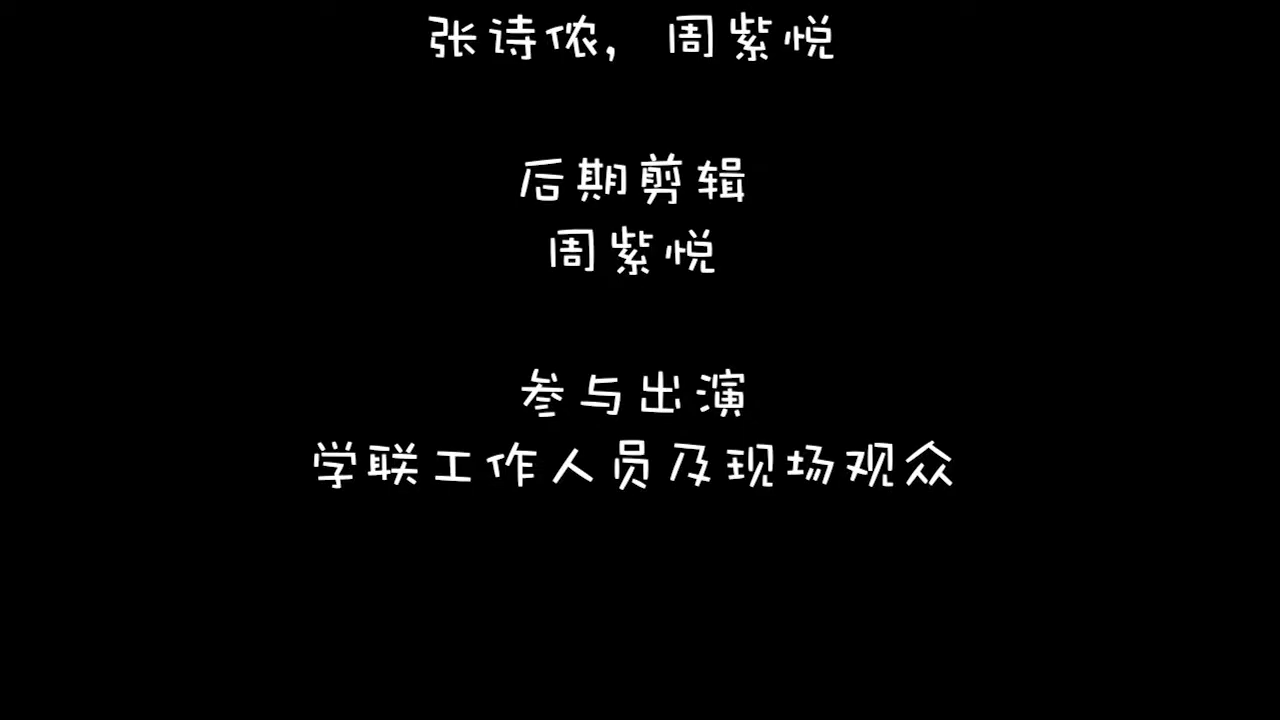 张诗侬，周紫悦
后期剪辑
周紫悦
参与出演
学联工作人员及现场观众